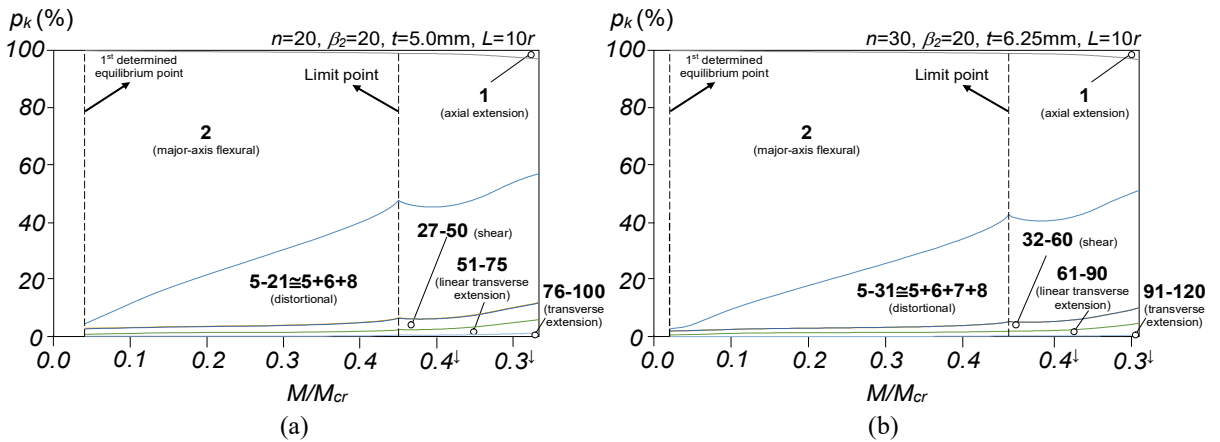 pₖ (%)
n=20, β₂=20, t=5.0mm, L=10r
100
80
60
40
20
0
1ˢᵗ determined
equilibrium point
Limit point
1
(axial extension)
2
(major-axis flexural)
27-50 (shear)
51-75
(linear transverse
extension)
5-21≅5+6+8
(distortional)
76-100
(transverse
extension)
0.0 0.1 0.2 0.3 0.4 0.4↓ 0.3↓
M/Mcr
(a)
pₖ (%)
n=30, β₂=20, t=6.25mm, L=10r
100
80
60
40
20
0
1ˢᵗ determined
equilibrium point
Limit point
1
(axial extension)
2
(major-axis flexural)
32-60 (shear)
61-90
(linear transverse
extension)
5-31≅5+6+7+8
(distortional)
91-120
(transverse
extension)
0.0 0.1 0.2 0.3 0.4 0.4↓ 0.3↓
M/Mcr
(b)